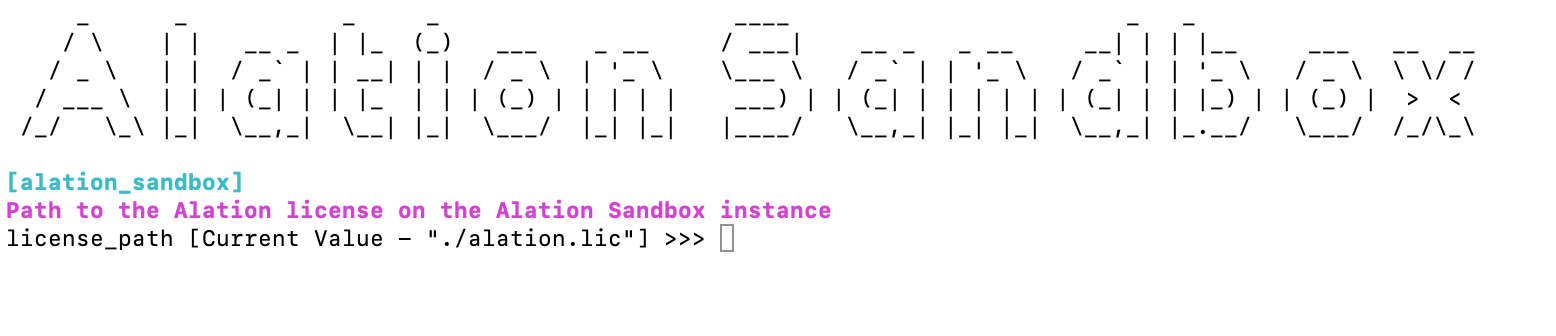 Alation Sandbox
[alation_sandbox]
Path to the Alation license on the Alation Sandbox instance
license_path [Current Value - "./alation.lic"] >>>